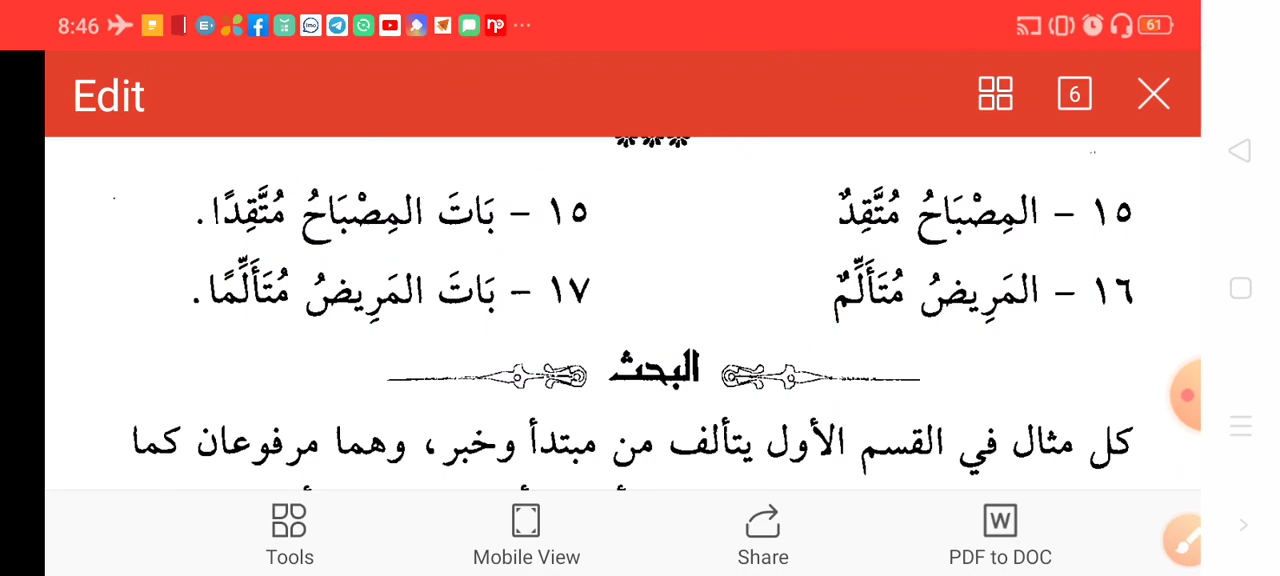 8:46
61
Edit
6
١٥ - المِصْبَاحُ مُتَّقِدٌ ١٥ - بَاتَ المِصْبَاحُ مُتَّقِدًا .
١٦ - المَرِيضُ مُتَأَلِّمٌ ١٧ - بَاتَ المَرِيضُ مُتَأَلِّمًا .
البحث
كل مثال في القسم الأول يتألف من مبتدأ وخبر، وهما مرفوعان كما
Tools Mobile View Share PDF to DOC